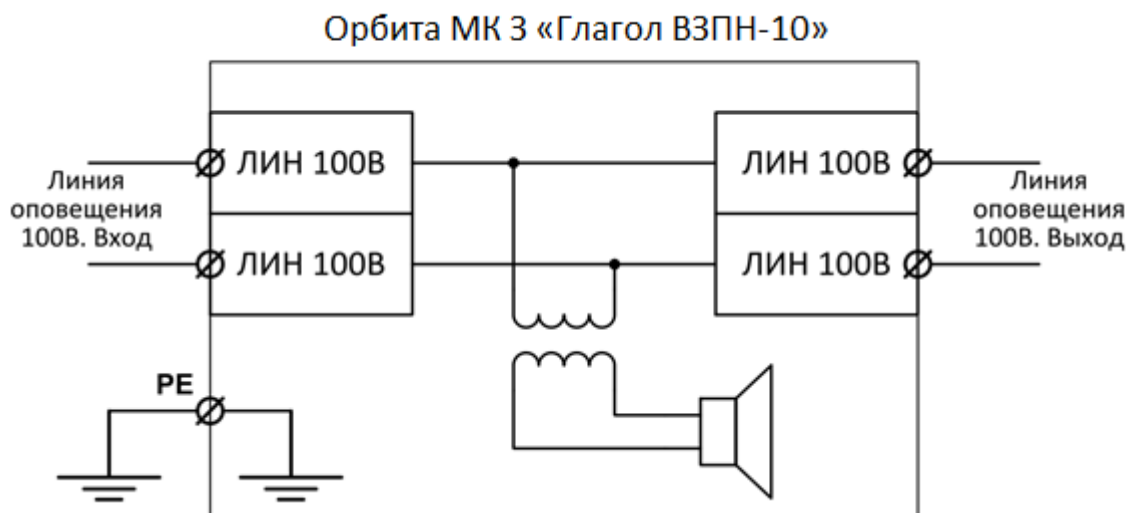 Орбита МК 3 «Глагол ВЗПН-10»
ЛИН 100В
ЛИН 100В
Линия
оповещения
100В. Вход
ЛИН 100В
ЛИН 100В
Линия
оповещения
100В. Выход
PE